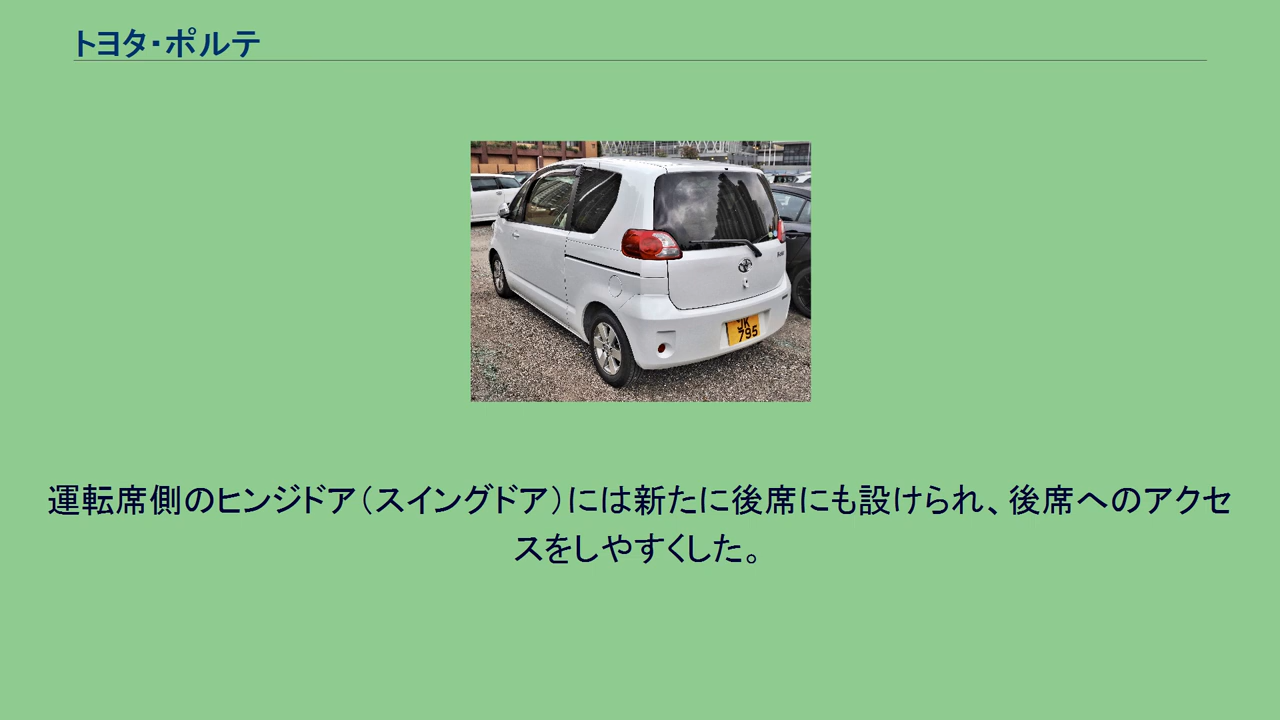 トヨタ・ポルテ
JK
795
運転席側のヒンジドア（スイングドア）には新たに後席にも設けられ、後席へのアクセ
スをしやすくした。